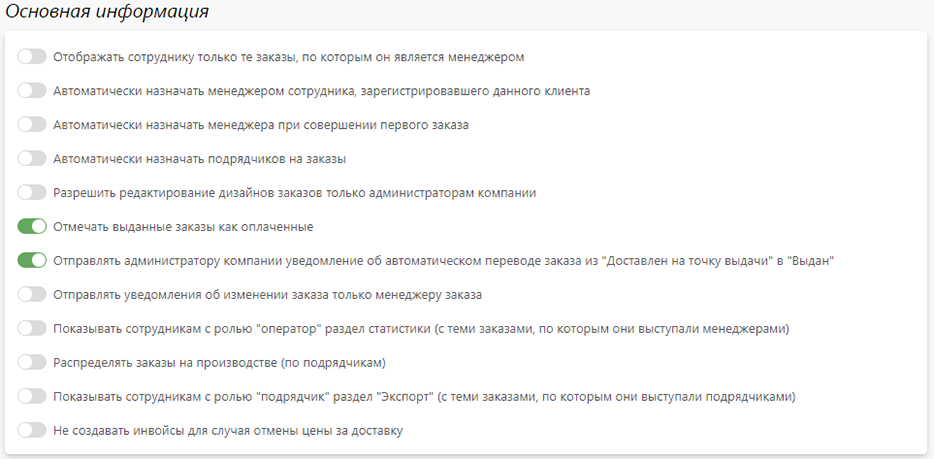 Основная информация
Отображать сотруднику только те заказы, по которым он является менеджером
Автоматически назначать менеджером сотрудника, зарегистрировавшего данного клиента
Автоматически назначать менеджера при совершении первого заказа
Автоматически назначать подрядчиков на заказы
Разрешить редактирование дизайнов заказов только администраторам компании
Отмечать выданные заказы как оплаченные
Отправлять администратору компании уведомление об автоматическом переводе заказа из "Доставлен на точку выдачи" в "Выдан"
Отправлять уведомления об изменении заказа только менеджеру заказа
Показывать сотрудникам с ролью "оператор" раздел статистики (с теми заказами, по которым они выступали менеджерами)
Распределять заказы на производстве (по подрядчикам)
Показывать сотрудникам с ролью "подрядчик" раздел "Экспорт" (с теми заказами, по которым они выступали подрядчиками)
Не создавать инвойсы для случая отмены цены за доставку